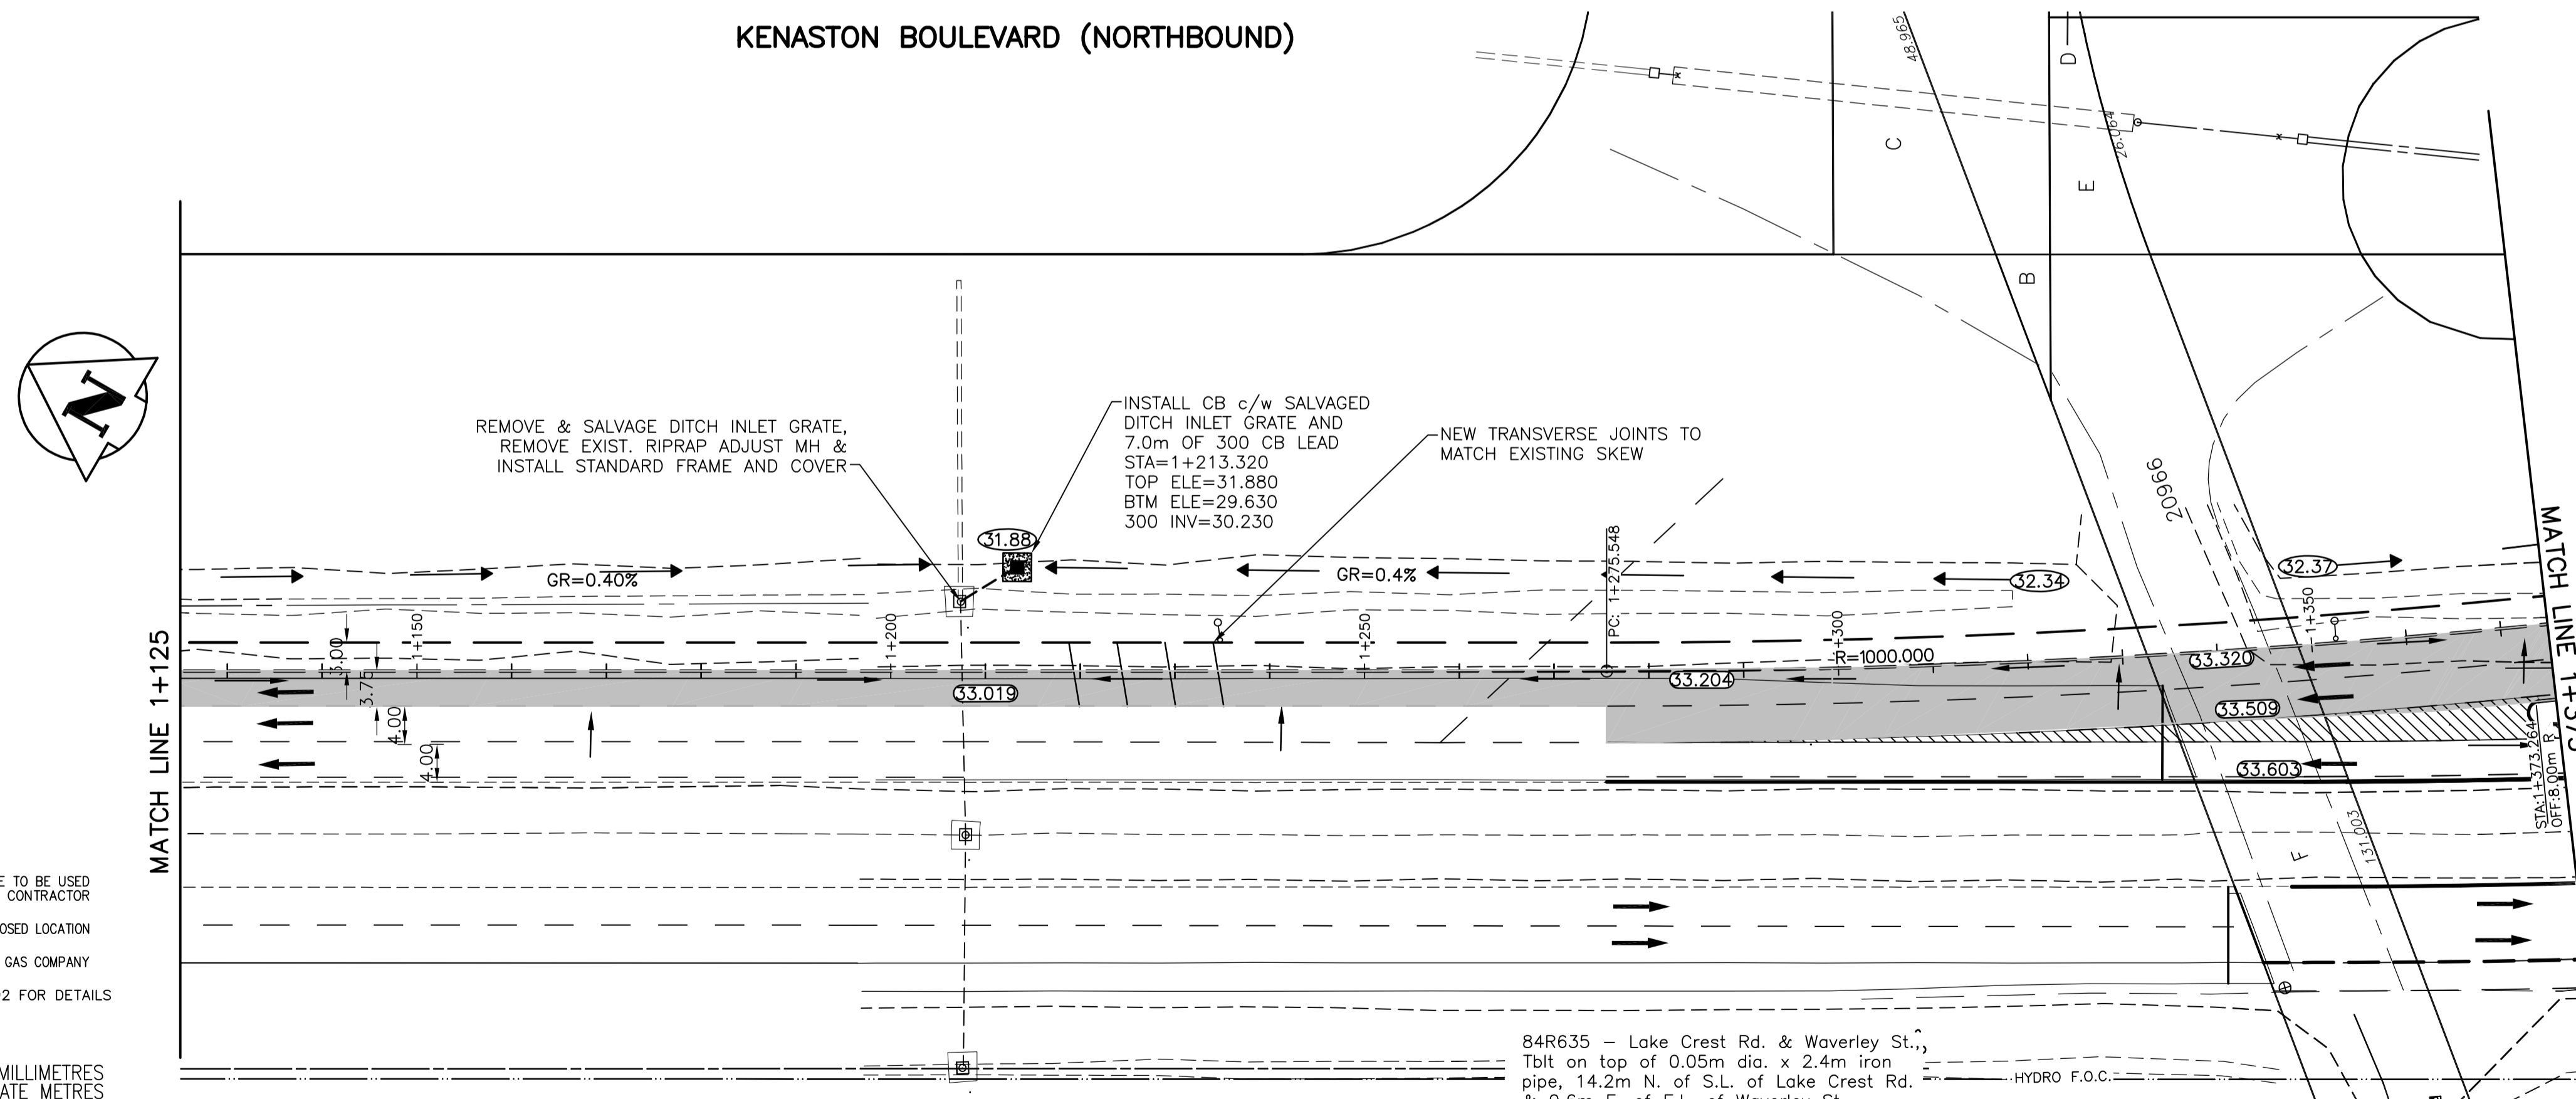 KENASTON BOULEVARD (NORTHBOUND)
48.965
D
C
26.064
E
B
N
REMOVE & SALVAGE DITCH INLET GRATE,
REMOVE EXIST. RIPRAP ADJUST MH &
INSTALL STANDARD FRAME AND COVER
INSTALL CB c/w SALVAGED
DITCH INLET GRATE AND
7.0m OF 300 CB LEAD
STA=1+213.320
TOP ELE=31.880
BTM ELE=29.630
300 INV=30.230
NEW TRANSVERSE JOINTS TO
MATCH EXISTING SKEW
20966
31.88
GR=0.40%
GR=0.4%
PC: 1+275.548
32.34
32.37
MATCH LINE 1+125
3.00
1+150
1+200
1+250
1+300
1+350
R=1000.000
3.75
33.019
33.204
33.320
33.509
4.00
4.00
33.603
MATCH LINE 1+375
STA:1+373.264
OFF:8.00m R
131.003
F
E TO BE USED
CONTRACTOR
OSED LOCATION
GAS COMPANY
2 FOR DETAILS
MILLIMETRES
ATE METRES
84R635 – Lake Crest Rd. & Waverley St.,
Tblt on top of 0.05m dia. x 2.4m iron
pipe, 14.2m N. of S.L. of Lake Crest Rd.
HYDRO F.O.C.